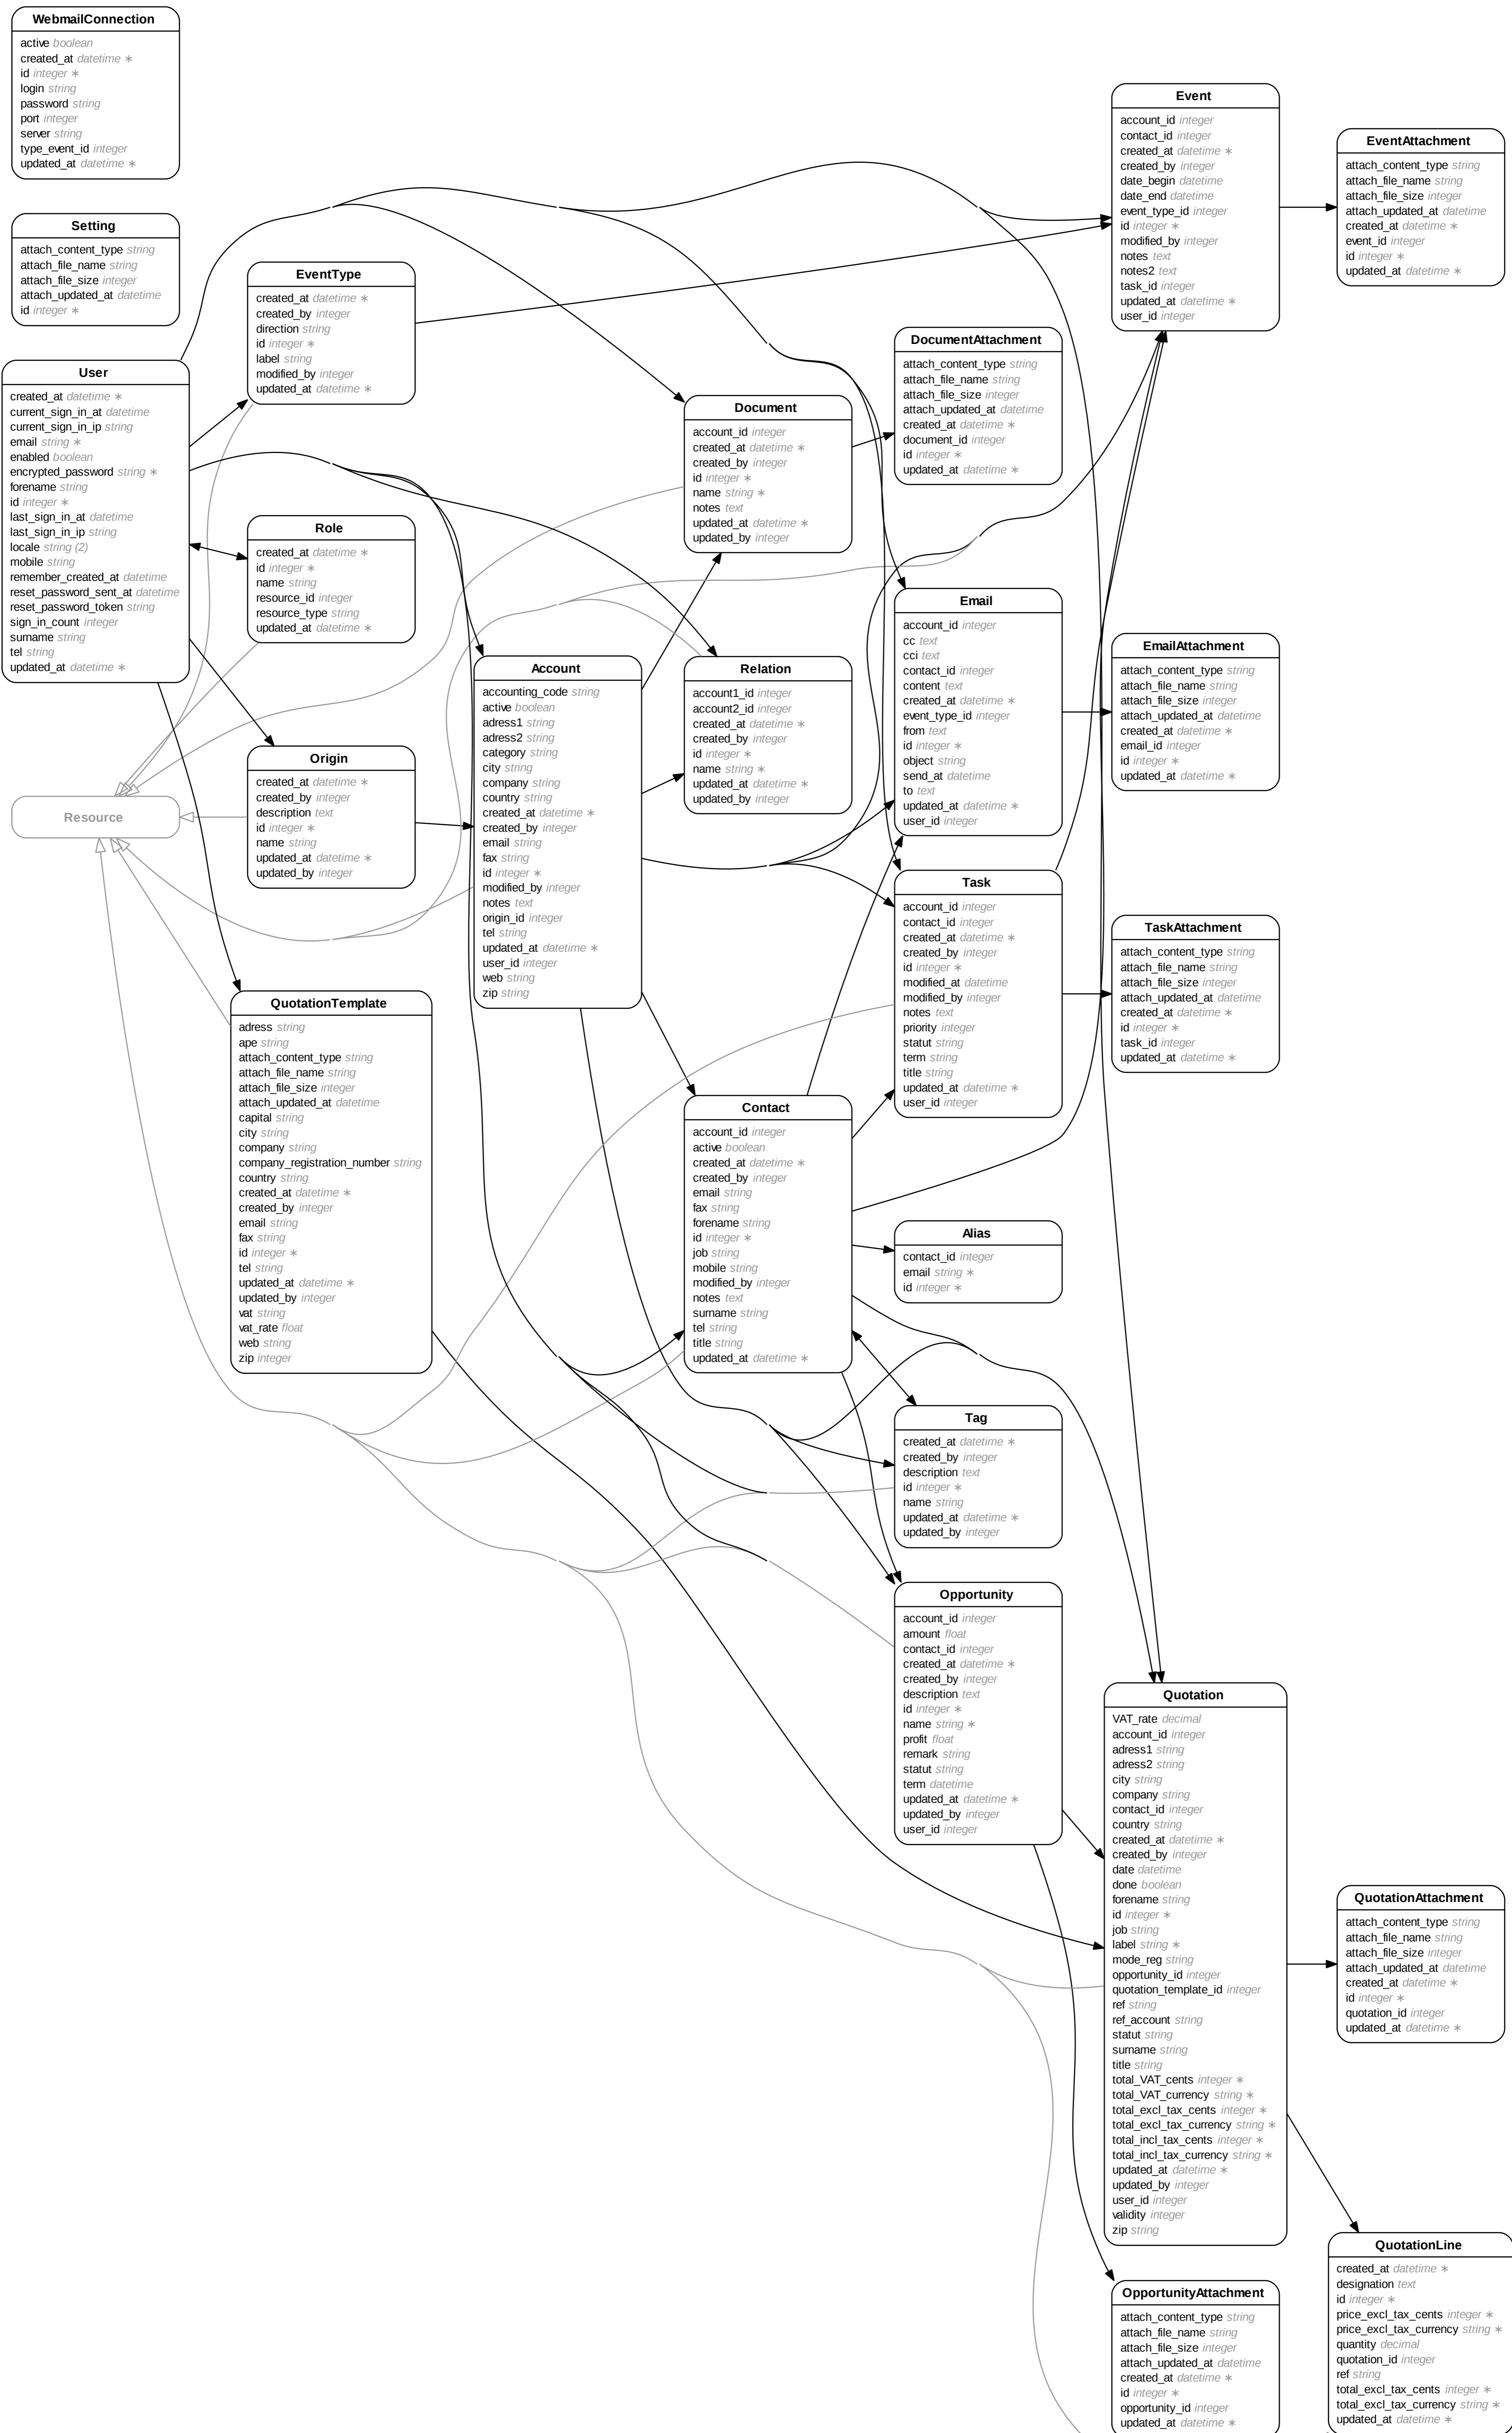 WebmailConnection
active boolean
created_at datetime ∗
id integer ∗
login string
password string
port integer
server string
type_event_id integer
updated_at datetime ∗
Setting
attach_content_type string
attach_file_name string
attach_file_size integer
attach_updated_at datetime
id integer ∗
User
created_at datetime ∗
current_sign_in_at datetime
current_sign_in_ip string
email string ∗
enabled boolean
encrypted_password string ∗
forename string
id integer ∗
last_sign_in_at datetime
last_sign_in_ip string
locale string (2)
mobile string
remember_created_at datetime
reset_password_sent_at datetime
reset_password_token string
sign_in_count integer
surname string
tel string
updated_at datetime ∗
Resource
EventType
created_at datetime ∗
created_by integer
direction string
id integer ∗
label string
modified_by integer
updated_at datetime ∗
Role
created_at datetime ∗
id integer ∗
name string
resource_id integer
resource_type string
updated_at datetime ∗
Origin
created_at datetime ∗
created_by integer
description text
id integer ∗
name string
updated_at datetime ∗
updated_by integer
QuotationTemplate
adress string
ape string
attach_content_type string
attach_file_name string
attach_file_size integer
attach_updated_at datetime
capital string
city string
company string
company_registration_number string
country string
created_at datetime ∗
created_by integer
email string
fax string
id integer ∗
tel string
updated_at datetime ∗
updated_by integer
vat string
vat_rate float
web string
zip integer
Account
accounting_code string
active boolean
adress1 string
adress2 string
category string
city string
company string
country string
created_at datetime ∗
created_by integer
email string
fax string
id integer ∗
modified_by integer
notes text
origin_id integer
tel string
updated_at datetime ∗
user_id integer
web string
zip string
Document
account_id integer
created_at datetime ∗
created_by integer
id integer ∗
name string ∗
notes text
updated_at datetime ∗
updated_by integer
Relation
account1_id integer
account2_id integer
created_at datetime ∗
created_by integer
id integer ∗
name string ∗
updated_at datetime ∗
updated_by integer
Contact
account_id integer
active boolean
created_at datetime ∗
created_by integer
email string
fax string
forename string
id integer ∗
job string
mobile string
modified_by integer
notes text
surname string
tel string
title string
updated_at datetime ∗
DocumentAttachment
attach_content_type string
attach_file_name string
attach_file_size integer
attach_updated_at datetime
created_at datetime ∗
document_id integer
id integer ∗
updated_at datetime ∗
Email
account_id integer
cc text
cci text
contact_id integer
content text
created_at datetime ∗
event_type_id integer
from text
id integer ∗
object string
send_at datetime
to text
updated_at datetime ∗
user_id integer
Task
account_id integer
contact_id integer
created_at datetime ∗
created_by integer
id integer ∗
modified_at datetime
modified_by integer
notes text
priority integer
statut string
term string
title string
updated_at datetime ∗
user_id integer
Alias
contact_id integer
email string ∗
id integer ∗
Tag
created_at datetime ∗
created_by integer
description text
id integer ∗
name string
updated_at datetime ∗
updated_by integer
Opportunity
account_id integer
amount float
contact_id integer
created_at datetime ∗
created_by integer
description text
id integer ∗
name string ∗
profit float
remark string
statut string
term datetime
updated_at datetime ∗
updated_by integer
user_id integer
Event
account_id integer
contact_id integer
created_at datetime ∗
created_by integer
date_begin datetime
date_end datetime
event_type_id integer
id integer ∗
modified_by integer
notes text
notes2 text
task_id integer
updated_at datetime ∗
user_id integer
EmailAttachment
attach_content_type string
attach_file_name string
attach_file_size integer
attach_updated_at datetime
created_at datetime ∗
email_id integer
id integer ∗
updated_at datetime ∗
TaskAttachment
attach_content_type string
attach_file_name string
attach_file_size integer
attach_updated_at datetime
created_at datetime ∗
id integer ∗
task_id integer
updated_at datetime ∗
Quotation
VAT_rate decimal
account_id integer
adress1 string
adress2 string
city string
company string
contact_id integer
country string
created_at datetime ∗
created_by integer
date datetime
done boolean
forename string
id integer ∗
job string
label string ∗
mode_reg string
opportunity_id integer
quotation_template_id integer
ref string
ref_account string
statut string
surname string
title string
total_VAT_cents integer ∗
total_VAT_currency string ∗
total_excl_tax_cents integer ∗
total_excl_tax_currency string ∗
total_incl_tax_cents integer ∗
total_incl_tax_currency string ∗
updated_at datetime ∗
updated_by integer
user_id integer
validity integer
zip string
OpportunityAttachment
attach_content_type string
attach_file_name string
attach_file_size integer
attach_updated_at datetime
created_at datetime ∗
id integer ∗
opportunity_id integer
updated_at datetime ∗
EventAttachment
attach_content_type string
attach_file_name string
attach_file_size integer
attach_updated_at datetime
created_at datetime ∗
event_id integer
id integer ∗
updated_at datetime ∗
QuotationAttachment
attach_content_type string
attach_file_name string
attach_file_size integer
attach_updated_at datetime
created_at datetime ∗
id integer ∗
quotation_id integer
updated_at datetime ∗
QuotationLine
created_at datetime ∗
designation text
id integer ∗
price_excl_tax_cents integer ∗
price_excl_tax_currency string ∗
quantity decimal
quotation_id integer
ref string
total_excl_tax_cents integer ∗
total_excl_tax_currency string ∗
updated_at datetime ∗